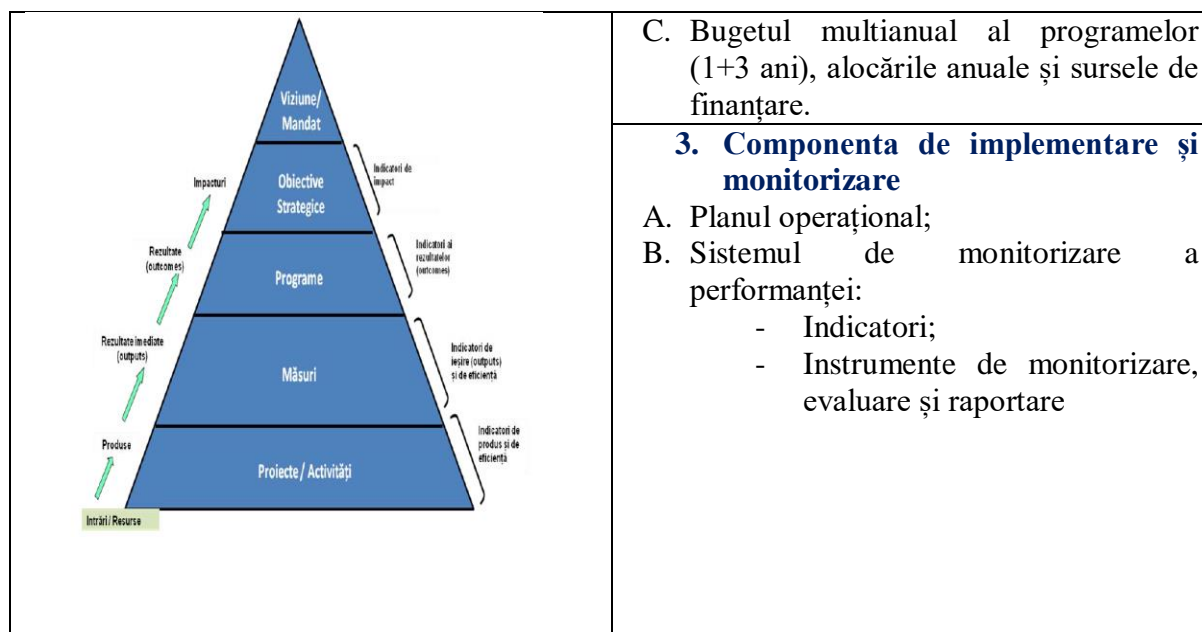 Viziune/
Mandat
Obiective
Strategice
Programe
Măsuri
Proiecte / Activități
Impacturi
Rezultate
(outcomes)
Rezultate imediate
(outputs)
Produse
Intrări / Resurse
Indicatori de
impact
Indicatori ai
rezultatelor
(outcomes)
Indicatori de
ieșire (outputs)
și de eficiență
Indicatori de
produs și de
eficiență
C. Bugetul multianual al programelor
(1+3 ani), alocările anuale și sursele de
finanțare.
3. Componenta de implementare și
monitorizare
A. Planul operațional;
B. Sistemul de monitorizare a
performanței:
- Indicatori;
- Instrumente de monitorizare,
evaluare și raportare